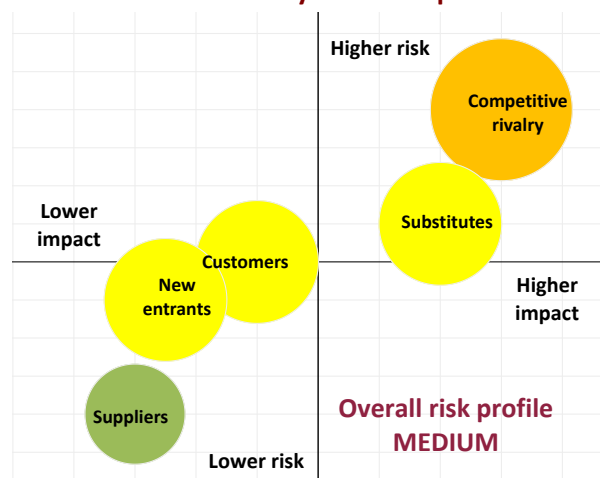 Higher risk
Competitive
rivalry
Lower
impact
Substitutes
Customers
New
entrants
Higher
impact
Suppliers
Overall risk profile
MEDIUM
Lower risk